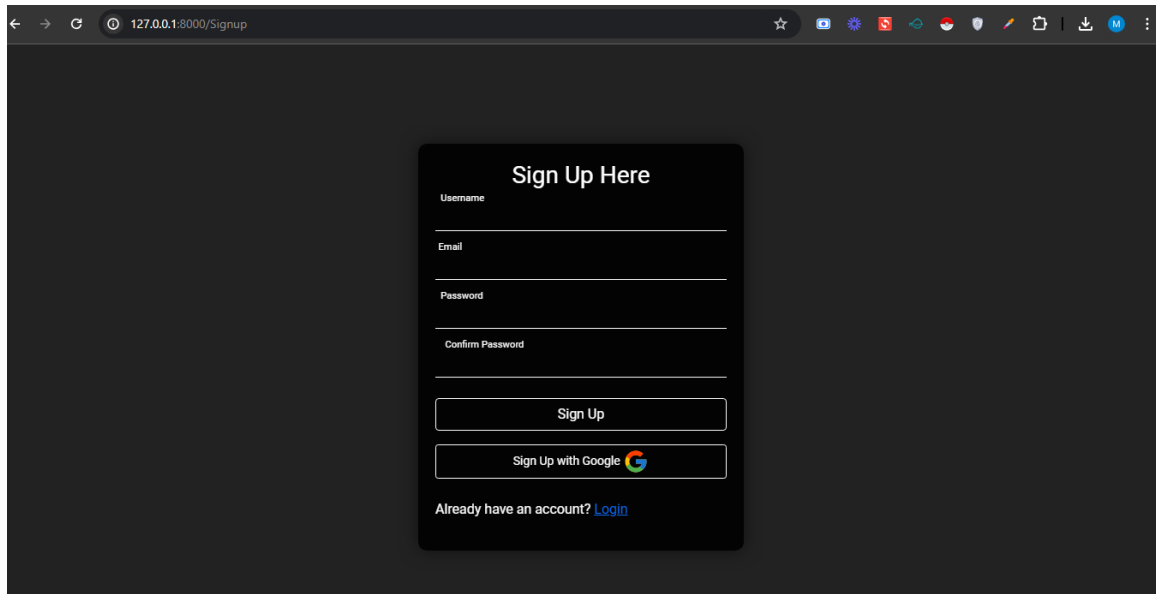 127.0.0.1:8000/Signup
M
Sign Up Here
Username
Email
Password
Confirm Password
Sign Up
Sign Up with Google
Already have an account? Login